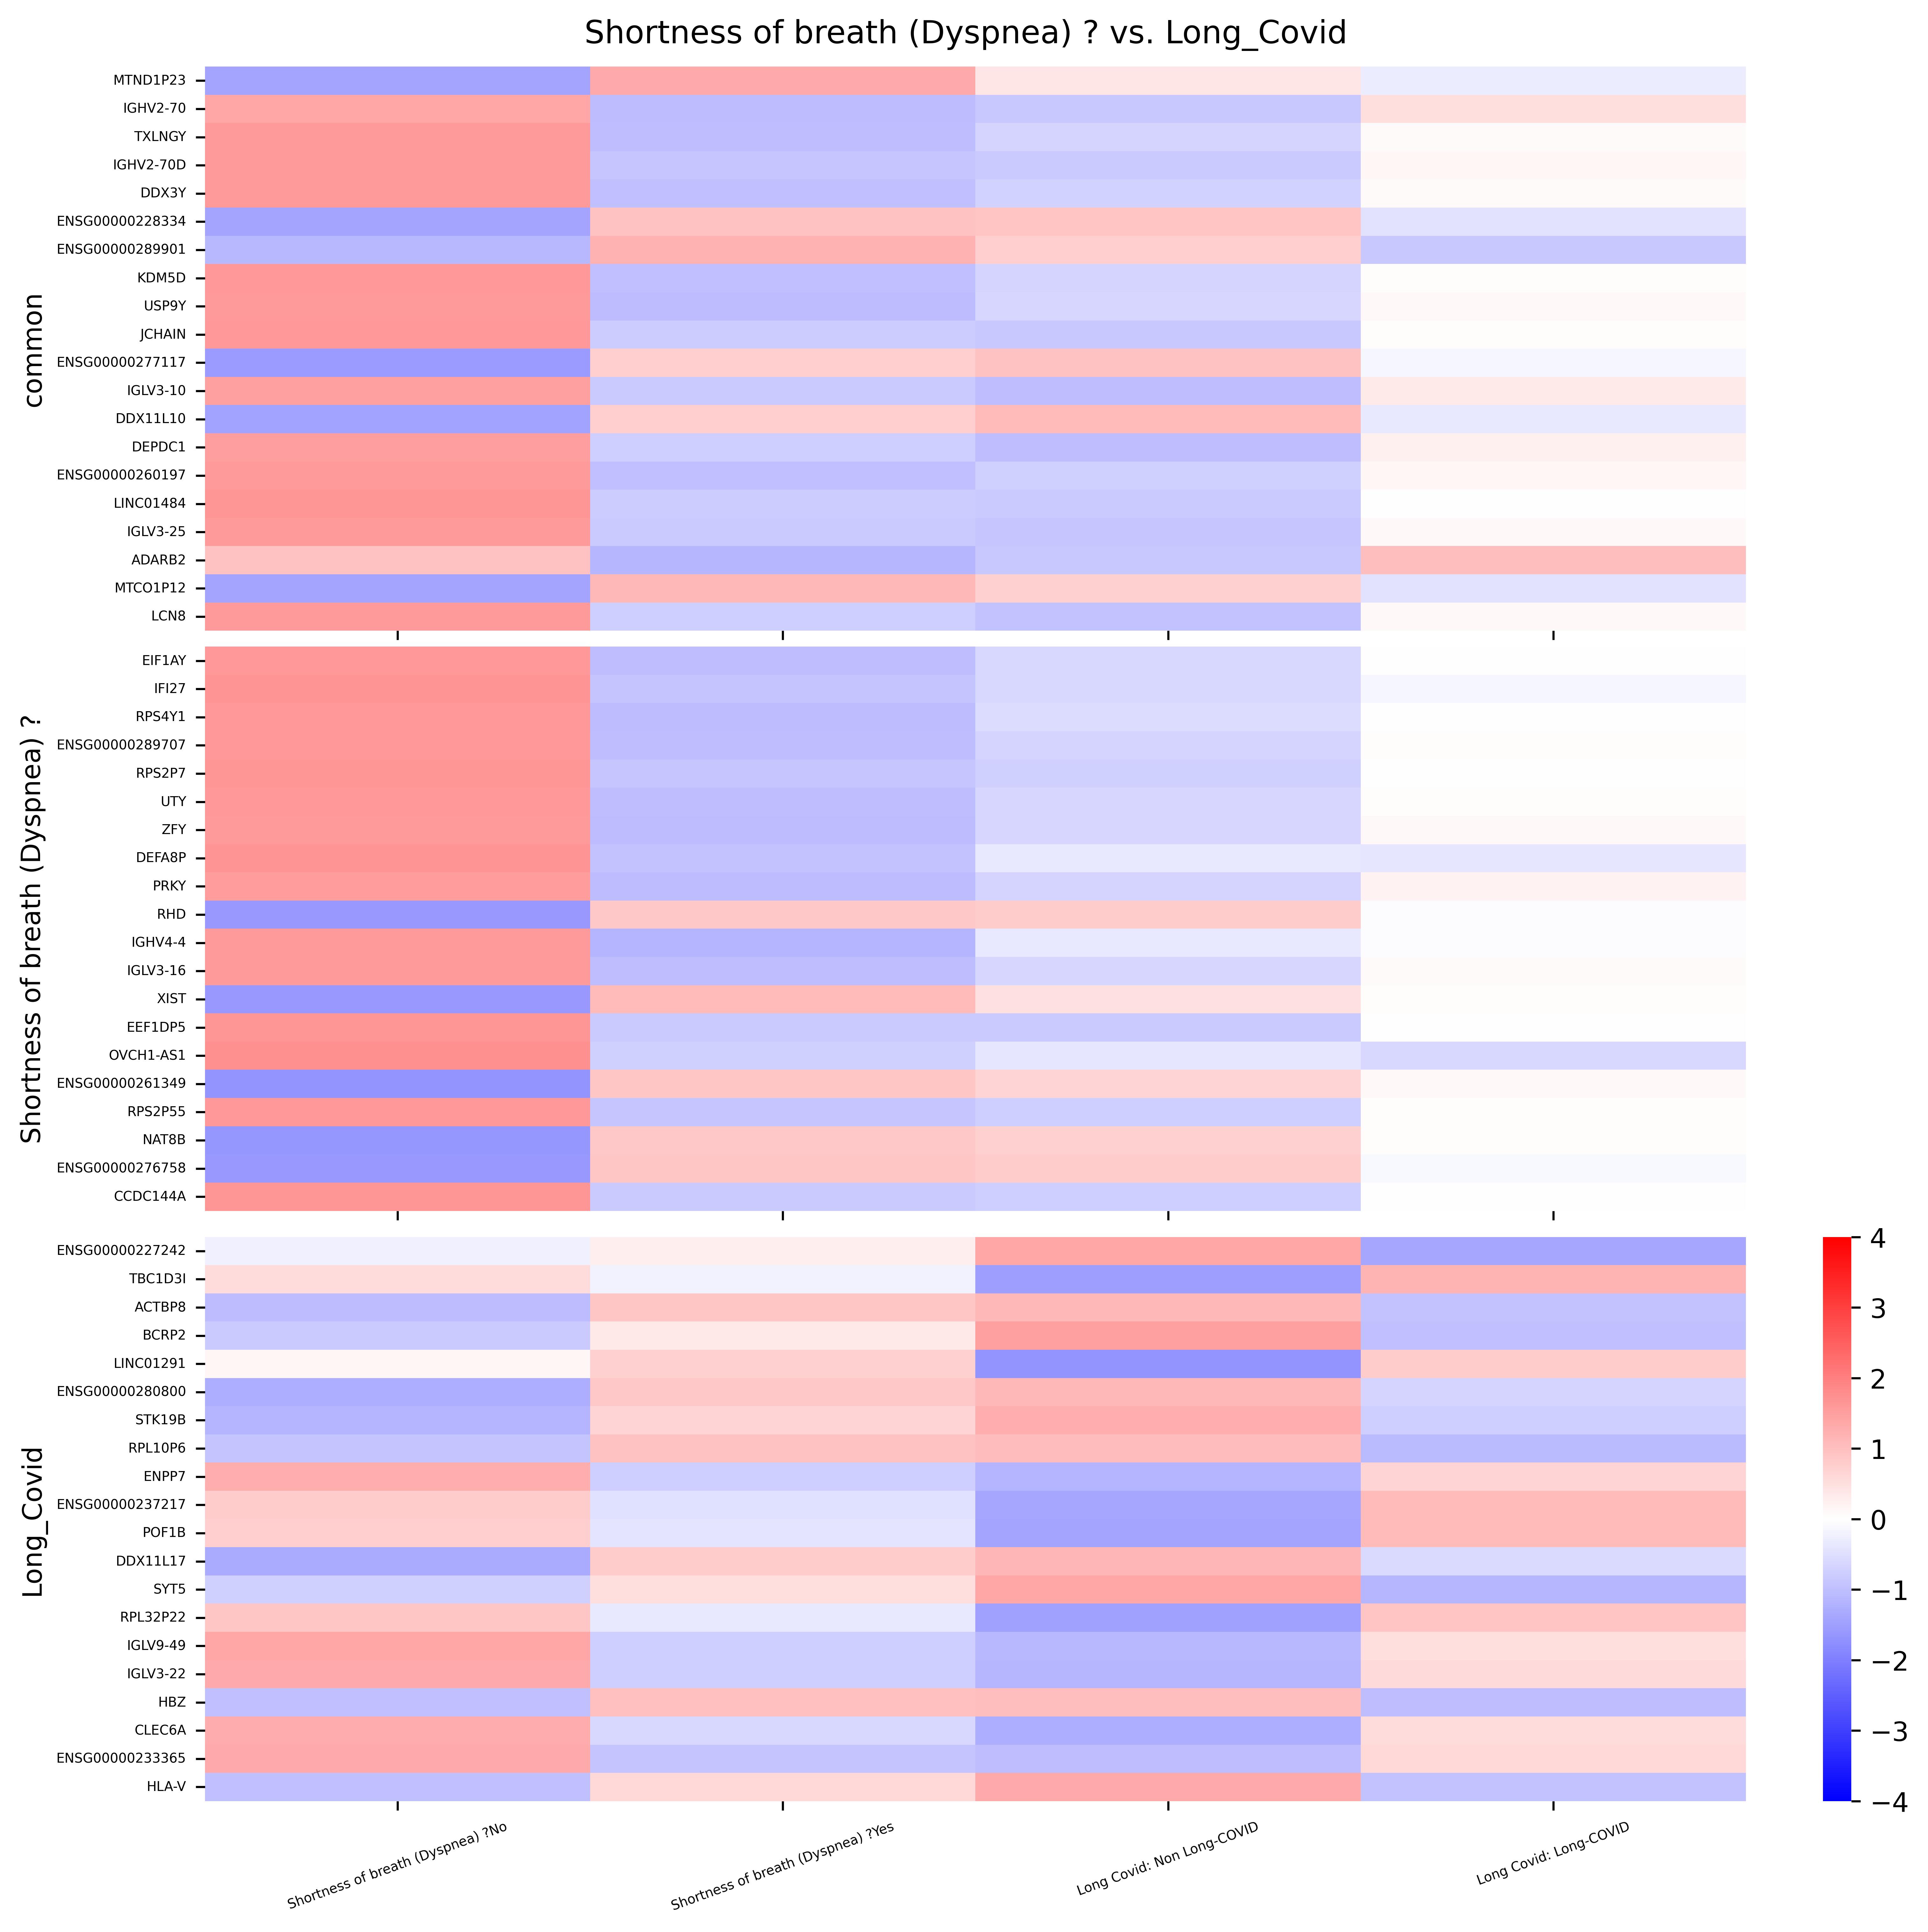 Shortness of breath (Dyspnea) ? vs. Long_Covid
common
MTND1P23
IGHV2-70
TXLNGY
IGHV2-70D
DDX3Y
ENSG00000228334
ENSG00000289901
KDM5D
USP9Y
JCHAIN
ENSG00000277117
IGLV3-10
DDX11L10
DEPDC1
ENSG00000260197
LINC01484
IGLV3-25
ADARB2
MTCO1P12
LCN8
Shortness of breath (Dyspnea) ?
EIF1AY
IFI27
RPS4Y1
ENSG00000289707
RPS2P7
UTY
ZFY
DEFA8P
PRKY
RHD
IGHV4-4
IGLV3-16
XIST
EEF1DP5
OVCH1-AS1
ENSG00000261349
RPS2P55
NAT8B
ENSG00000276758
CCDC144A
Long_Covid
ENSG00000227242
TBC1D3I
ACTBP8
BCRP2
LINC01291
ENSG00000280800
STK19B
RPL10P6
ENPP7
ENSG00000237217
POF1B
DDX11L17
SYT5
RPL32P22
IGLV9-49
IGLV3-22
HBZ
CLEC6A
ENSG00000233365
HLA-V
4
3
2
1
0
−1
−2
−3
−4
Shortness of breath (Dyspnea) ?No
Shortness of breath (Dyspnea) ?Yes
Long Covid: Non Long-COVID
Long Covid: Long-COVID